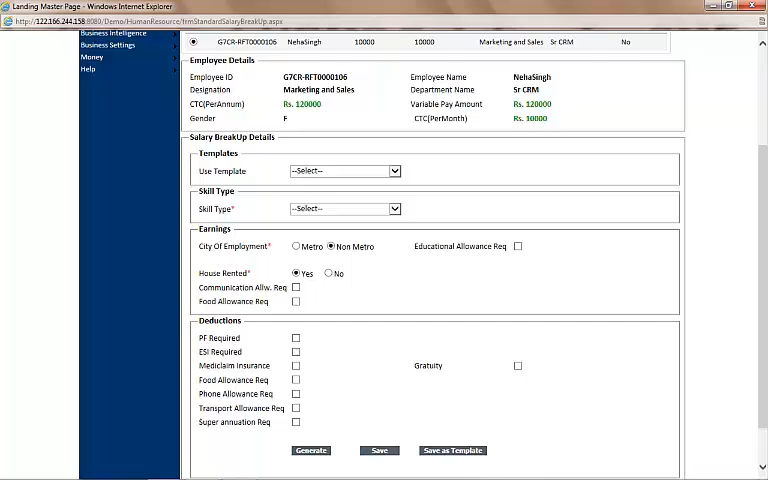 Landing Master Page - Windows Internet Explorer
http://122.166.244.158:8080/Demo/HumanResource/frmStandardSalaryBreakUp.aspx
Business Intelligence
Business Settings
Money
Help
G7CR-RFT0000106 NehaSingh 10000 10000 Marketing and Sales Sr CRM No
Employee Details
Employee ID G7CR-RFT0000106 Employee Name NehaSingh
Designation Marketing and Sales Department Name Sr CRM
CTC(PerAnnum) Rs. 120000 Variable Pay Amount Rs. 120000
Gender F CTC(PerMonth) Rs. 10000
Salary BreakUp Details
Templates
Use Template --Select--
Skill Type
Skill Type* --Select--
Earnings
City Of Employment* Metro Non Metro Educational Allowance Req
House Rented* Yes No
Communication Allw. Req
Food Allowance Req
Deductions
PF Required
ESI Required
Mediclaim Insurance Gratuity
Food Allowance Req
Phone Allowance Req
Transport Allowance Req
Super annuation Req
Generate Save Save as Template